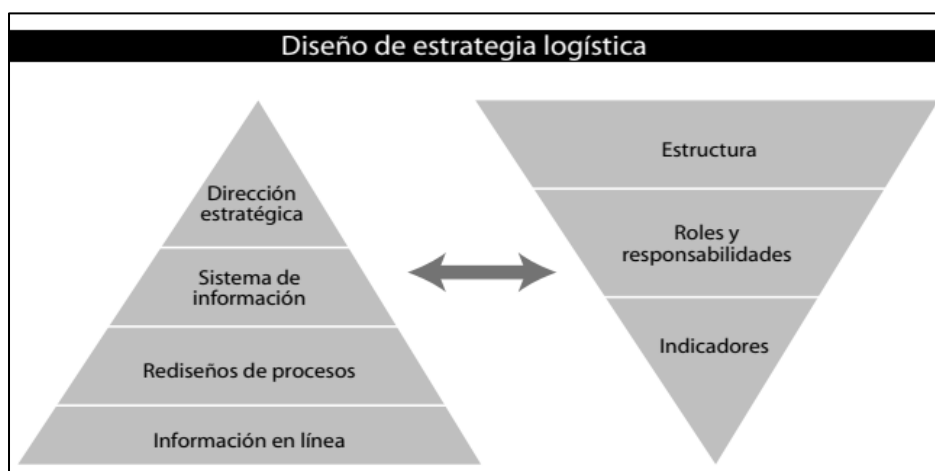 Diseño de estrategia logística
Dirección
estratégica
Sistema de
información
Rediseños de procesos
Información en línea
Estructura
Roles y
responsabilidades
Indicadores